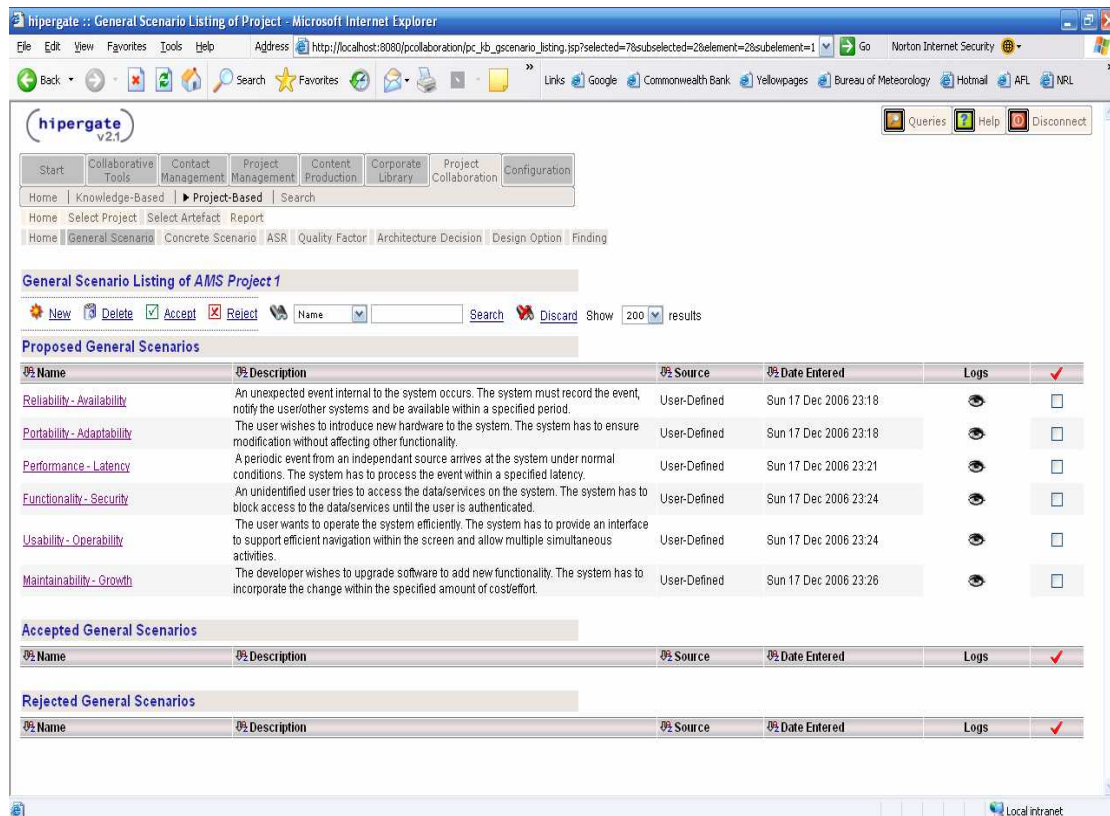 hipergate :: General Scenario Listing of Project - Microsoft Internet Explorer
File Edit View Favorites Tools Help Address http://localhost:8080/pcollaboration/pc_kb_gscenario_listing.jsp?selected=7&subselected=2&element=2&subelement=1 Go Norton Internet Security
Back Search Favorites » Links Google Commonwealth Bank Yellowpages Bureau of Meteorology Hotmail AFL NRL
hipergate v2.1
Queries Help Disconnect
Start Collaborative Tools Contact Management Project Management Content Production Corporate Library Project Collaboration Configuration
Home | Knowledge-Based | Project-Based | Search
Home Select Project Select Artefact Report
Home General Scenario Concrete Scenario ASR Quality Factor Architecture Decision Design Option Finding
General Scenario Listing of AMS Project 1
New Delete Accept Reject Name Search Discard Show 200 results
Proposed General Scenarios
Name Description Source Date Entered Logs
Reliability - Availability An unexpected event internal to the system occurs. The system must record the event, User-Defined Sun 17 Dec 2006 23:18
notify the user/other systems and be available within a specified period.
Portability - Adaptability The user wishes to introduce new hardware to the system. The system has to ensure User-Defined Sun 17 Dec 2006 23:18
modification without affecting other functionality.
Performance - Latency A periodic event from an independant source arrives at the system under normal User-Defined Sun 17 Dec 2006 23:21
conditions. The system has to process the event within a specified latency.
Functionality - Security An unidentified user tries to access the data/services on the system. The system has to User-Defined Sun 17 Dec 2006 23:24
block access to the data/services until the user is authenticated.
The user wants to operate the system efficiently. The system has to provide an interface
Usability - Operability to support efficient navigation within the screen and allow multiple simultaneous User-Defined Sun 17 Dec 2006 23:24
activities.
Maintainability - Growth The developer wishes to upgrade software to add new functionality. The system has to User-Defined Sun 17 Dec 2006 23:26
incorporate the change within the specified amount of cost/effort.
Accepted General Scenarios
Name Description Source Date Entered Logs
Rejected General Scenarios
Name Description Source Date Entered Logs
Local intranet